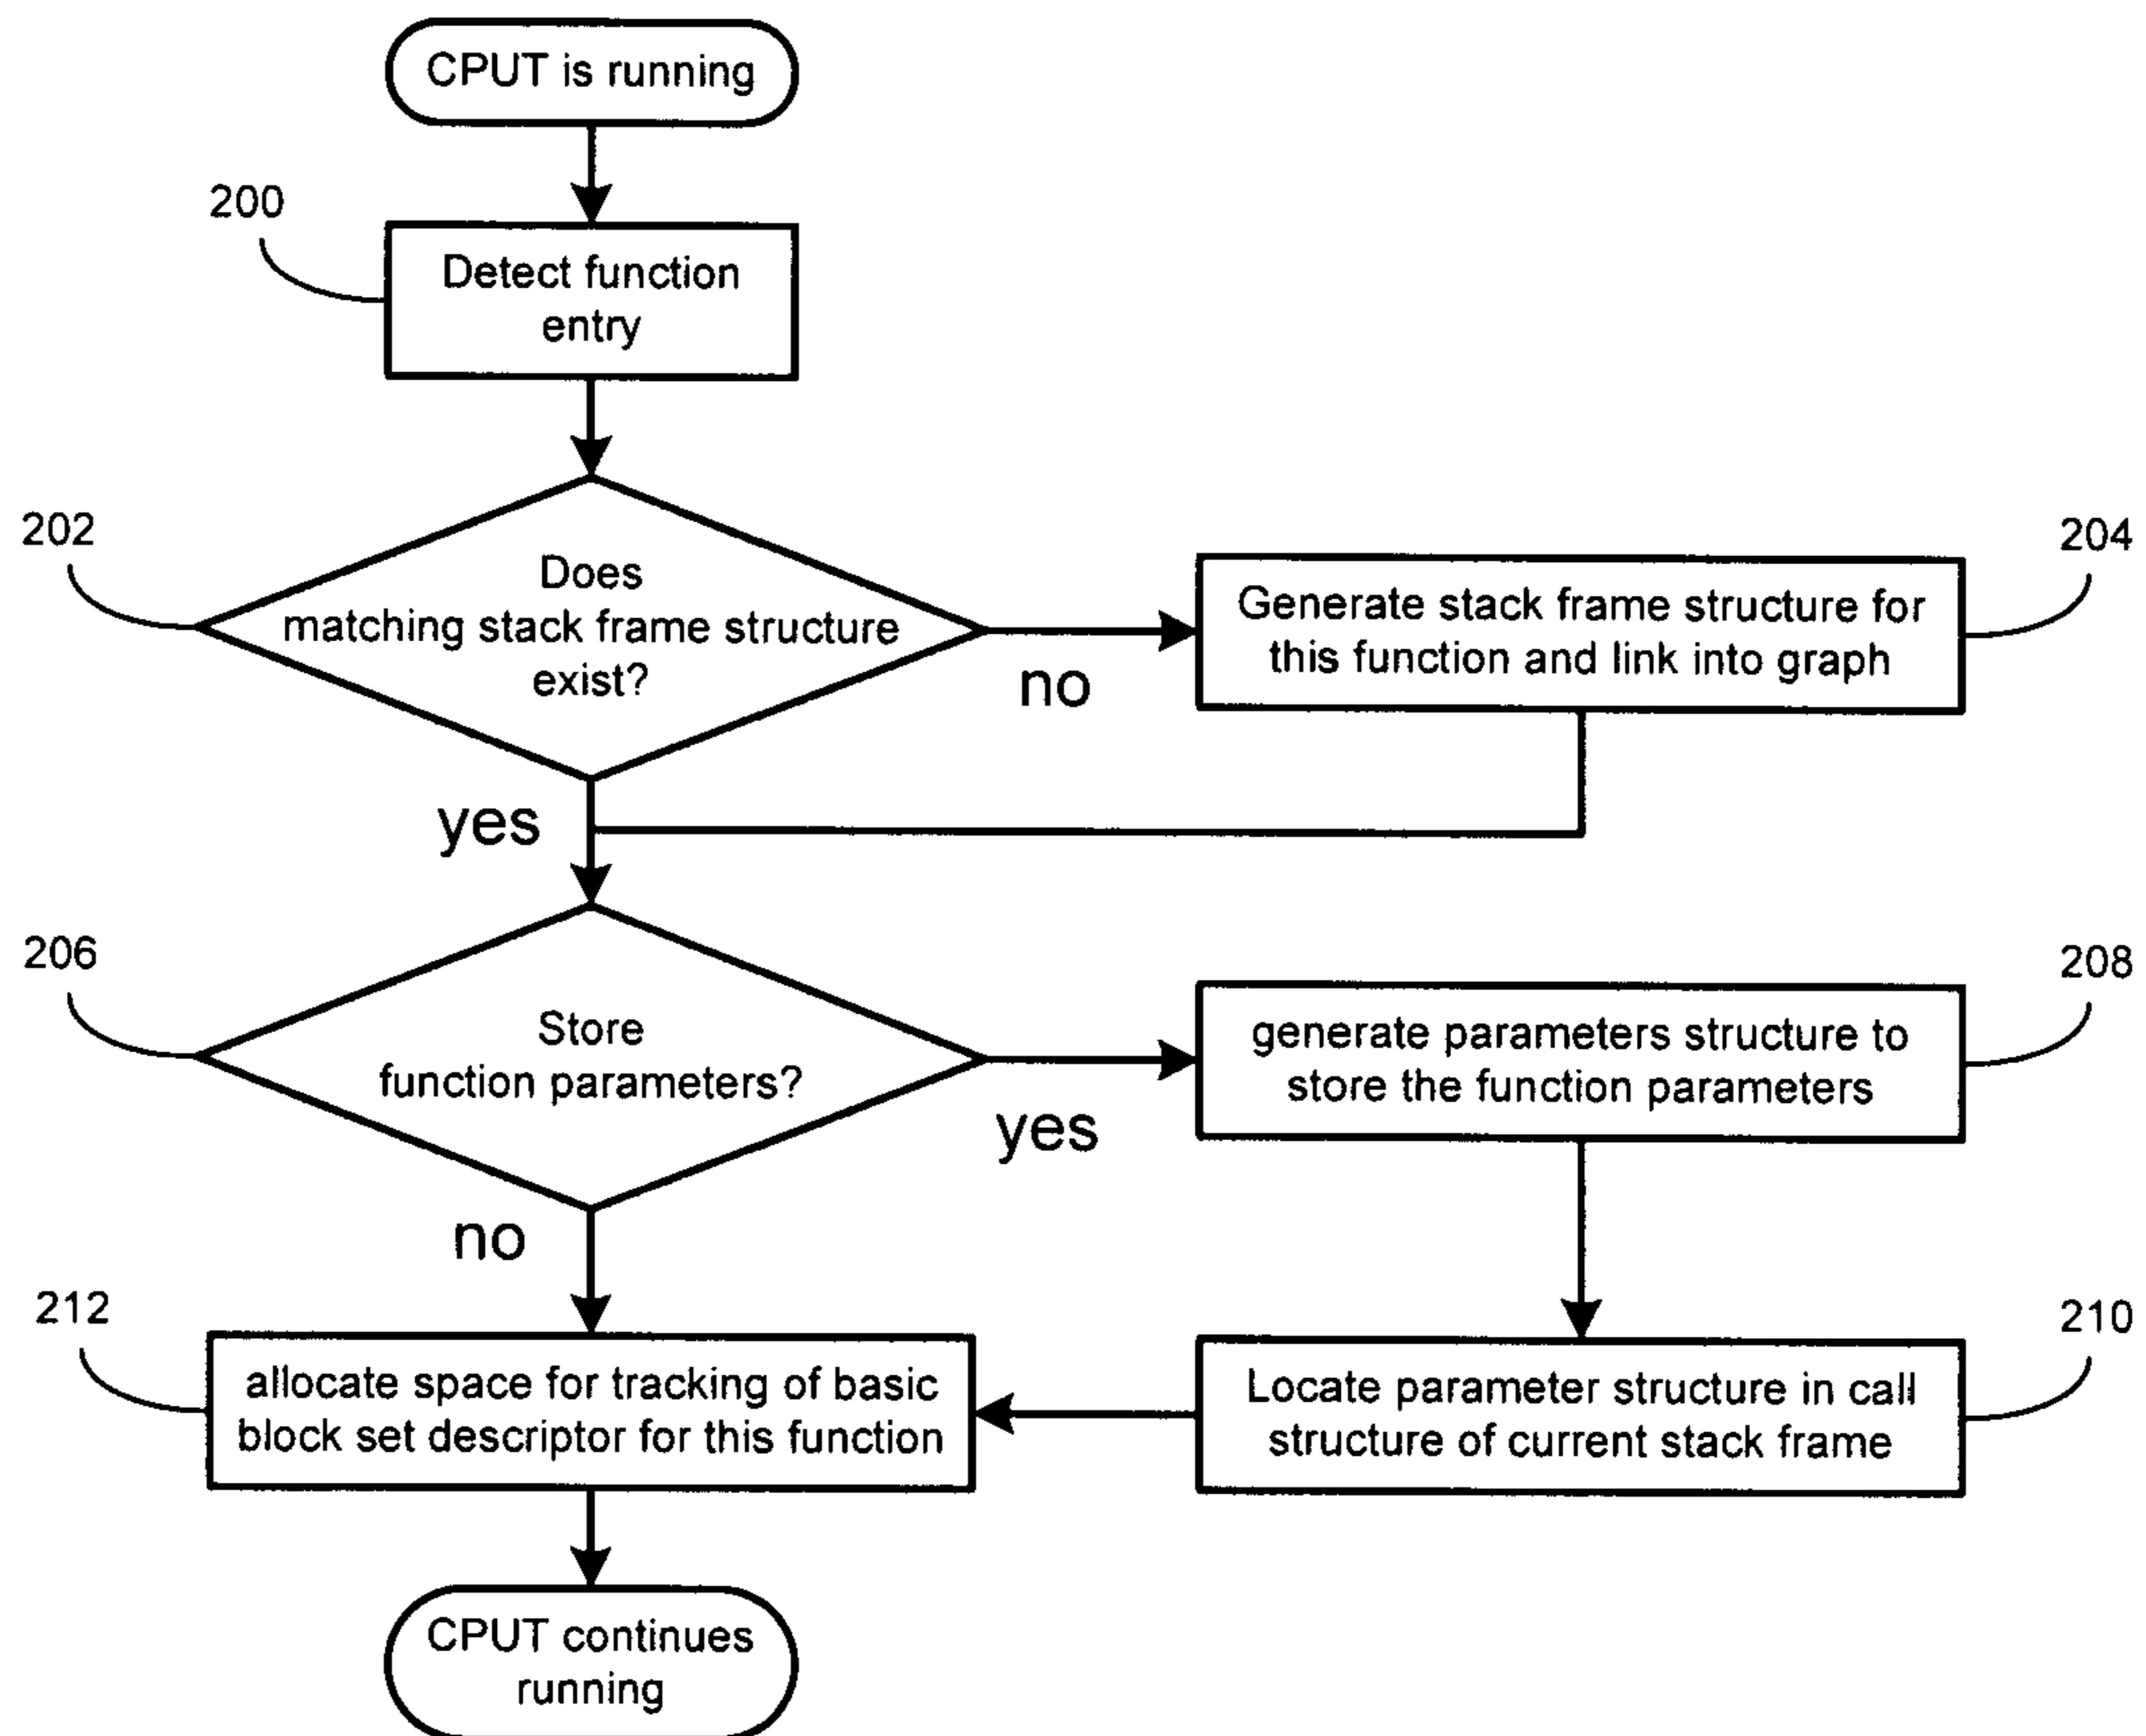 CPUT is running
200
Detect function
entry
202
Does
matching stack frame structure
exist?
no
204
Generate stack frame structure for
this function and link into graph
yes
206
Store
function parameters?
yes
208
generate parameters structure to
store the function parameters
no
212
allocate space for tracking of basic
block set descriptor for this function
210
Locate parameter structure in call
structure of current stack frame
CPUT continues
running